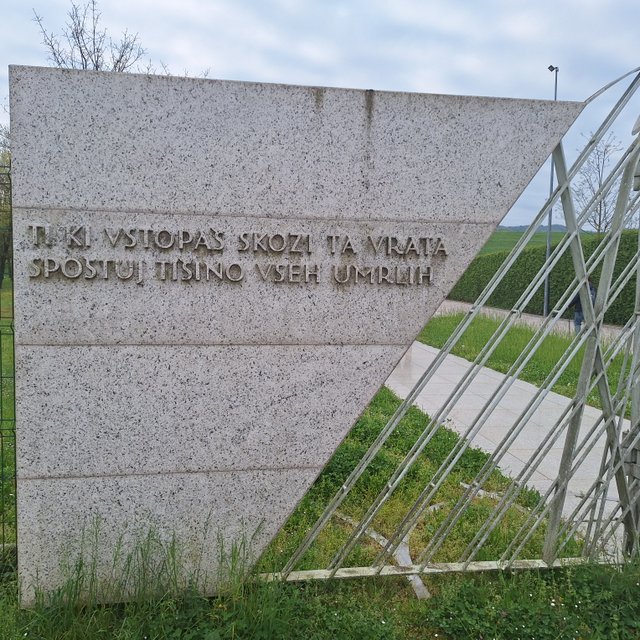 TI, KI VSTOPAŠ SKOZI TA VRATA
SPOŠTUJ TIŠINO VSEH UMRLIH